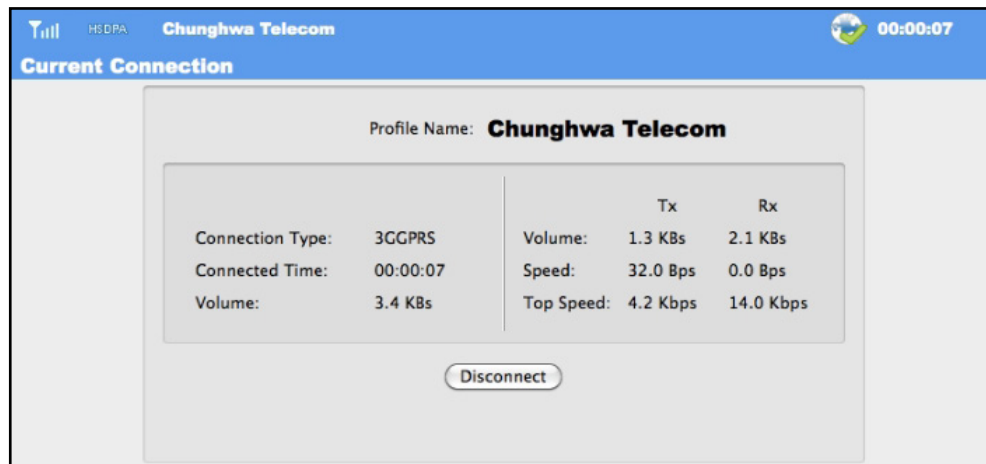 HSDPA Chunghwa Telecom 00:00:07
Current Connection
Profile Name: Chunghwa Telecom
Tx Rx
Connection Type: 3GGPRS Volume: 1.3 KBs 2.1 KBs
Connected Time: 00:00:07 Speed: 32.0 Bps 0.0 Bps
Volume: 3.4 KBs Top Speed: 4.2 Kbps 14.0 Kbps
Disconnect